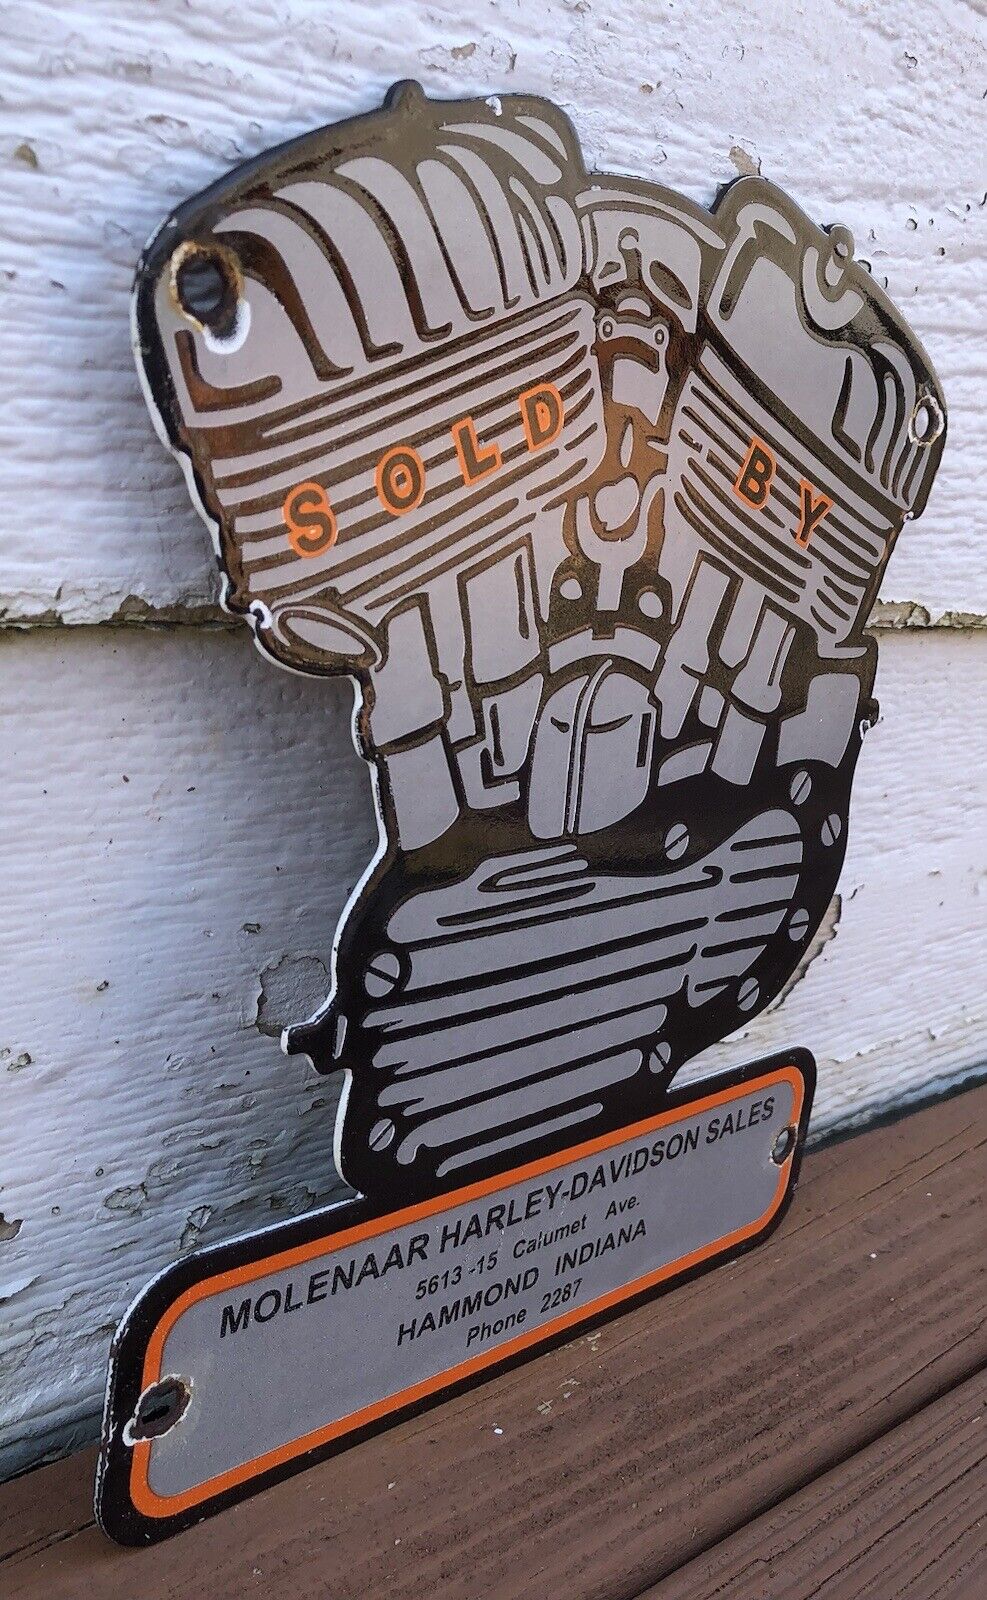 SOLD BY
MOLENAAR HARLEY-DAVIDSON SALES
5613-15 Calumet Ave.
HAMMOND INDIANA
Phone 2287